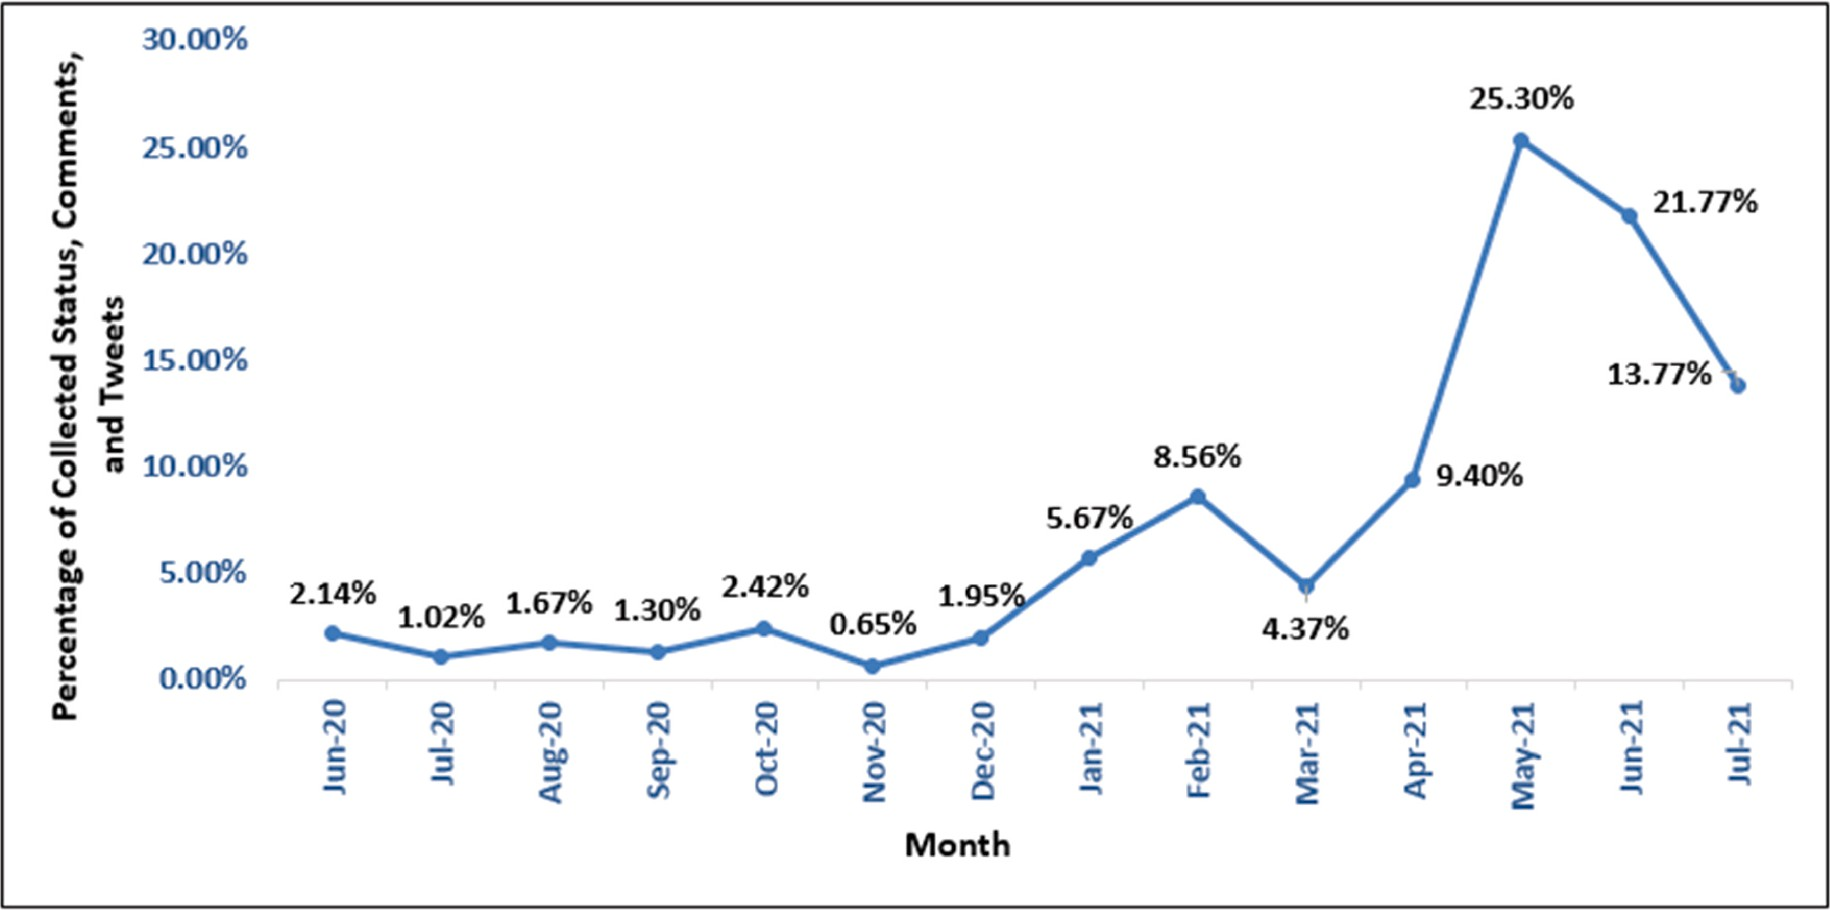 Percentage of Collected Status, Comments,
and Tweets
30.00%
25.00%
20.00%
15.00%
10.00%
5.00%
0.00%
2.14%
1.02%
1.67%
1.30%
2.42%
0.65%
1.95%
5.67%
8.56%
4.37%
9.40%
25.30%
21.77%
13.77%
Jun-20
Jul-20
Aug-20
Sep-20
Oct-20
Nov-20
Dec-20
Jan-21
Feb-21
Mar-21
Apr-21
May-21
Jun-21
Jul-21
Month